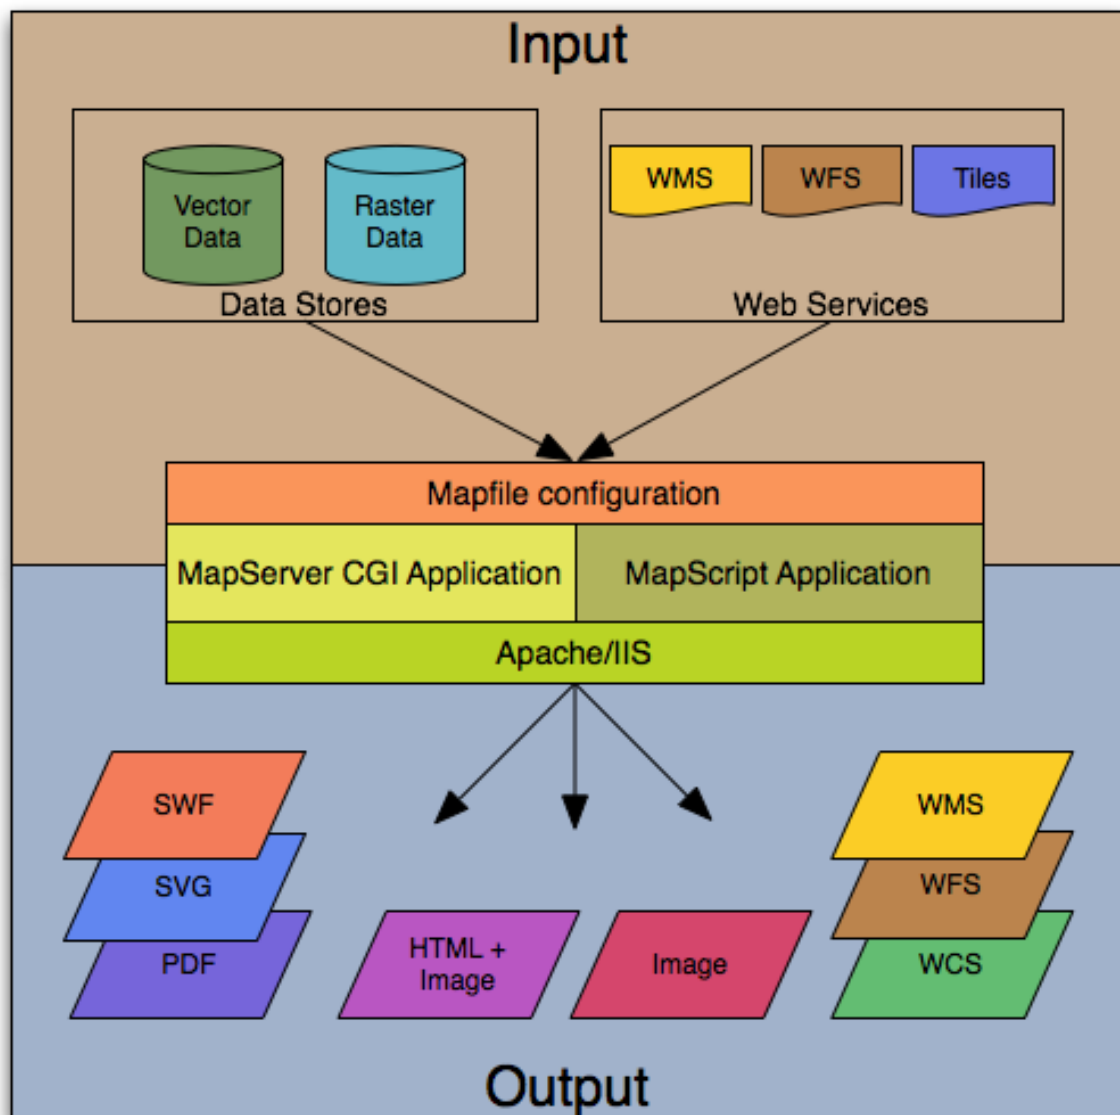 Input
Vector
Data
Raster
Data
Data Stores
WMS
WFS
Tiles
Web Services
Mapfile configuration
MapServer CGI Application
MapScript Application
Apache/IIS
SWF
SVG
PDF
HTML +
Image
Image
WMS
WFS
WCS
Output